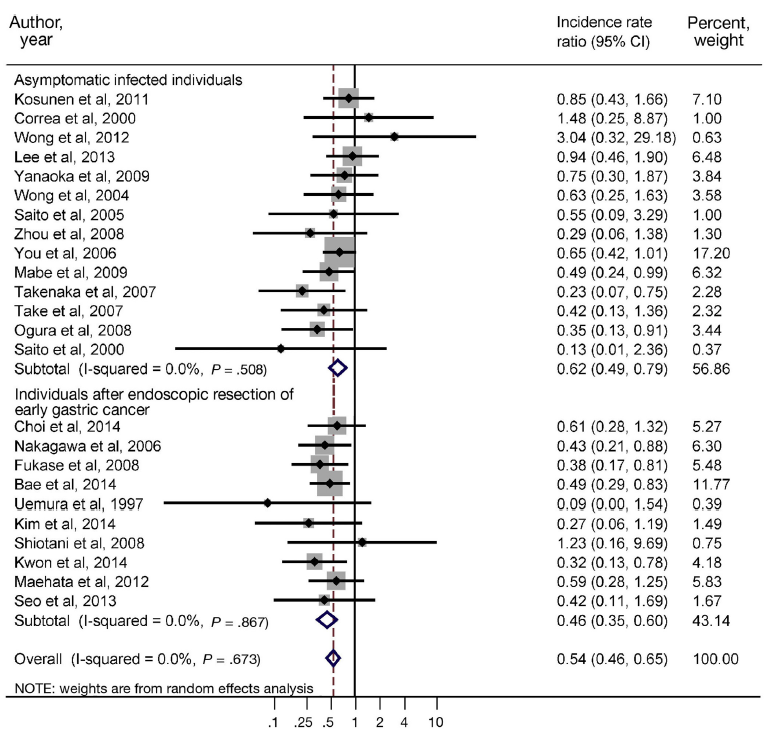 Author, year Incidence rate ratio (95% CI) Percent, weight
Asymptomatic infected individuals
Kosunen et al, 2011 0.85 (0.43, 1.66) 7.10
Correa et al, 2000 1.48 (0.25, 8.87) 1.00
Wong et al, 2012 3.04 (0.32, 29.18) 0.63
Lee et al, 2013 0.94 (0.46, 1.90) 6.48
Yanaoka et al, 2009 0.75 (0.30, 1.87) 3.84
Wong et al, 2004 0.63 (0.25, 1.63) 3.58
Saito et al, 2005 0.55 (0.09, 3.29) 1.00
Zhou et al, 2008 0.29 (0.06, 1.38) 1.30
You et al, 2006 0.65 (0.42, 1.01) 17.20
Mabe et al, 2009 0.49 (0.24, 0.99) 6.32
Takenaka et al, 2007 0.23 (0.07, 0.75) 2.28
Take et al, 2007 0.42 (0.13, 1.36) 2.32
Ogura et al, 2008 0.35 (0.13, 0.91) 3.44
Saito et al, 2000 0.13 (0.01, 2.36) 0.37
Subtotal (I-squared = 0.0%, P = .508) 0.62 (0.49, 0.79) 56.86
Individuals after endoscopic resection of
early gastric cancer
Choi et al, 2014 0.61 (0.28, 1.32) 5.27
Nakagawa et al, 2006 0.43 (0.21, 0.88) 6.30
Fukase et al, 2008 0.38 (0.17, 0.81) 5.48
Bae et al, 2014 0.49 (0.29, 0.83) 11.77
Uemura et al, 1997 0.09 (0.00, 1.54) 0.39
Kim et al, 2014 0.27 (0.06, 1.19) 1.49
Shiotani et al, 2008 1.23 (0.16, 9.69) 0.75
Kwon et al, 2014 0.32 (0.13, 0.78) 4.18
Maehata et al, 2012 0.59 (0.28, 1.25) 5.83
Seo et al, 2013 0.42 (0.11, 1.69) 1.67
Subtotal (I-squared = 0.0%, P = .867) 0.46 (0.35, 0.60) 43.14
Overall (I-squared = 0.0%, P = .673) 0.54 (0.46, 0.65) 100.00
NOTE: weights are from random effects analysis
.1 .25 .5 1 2 4 10